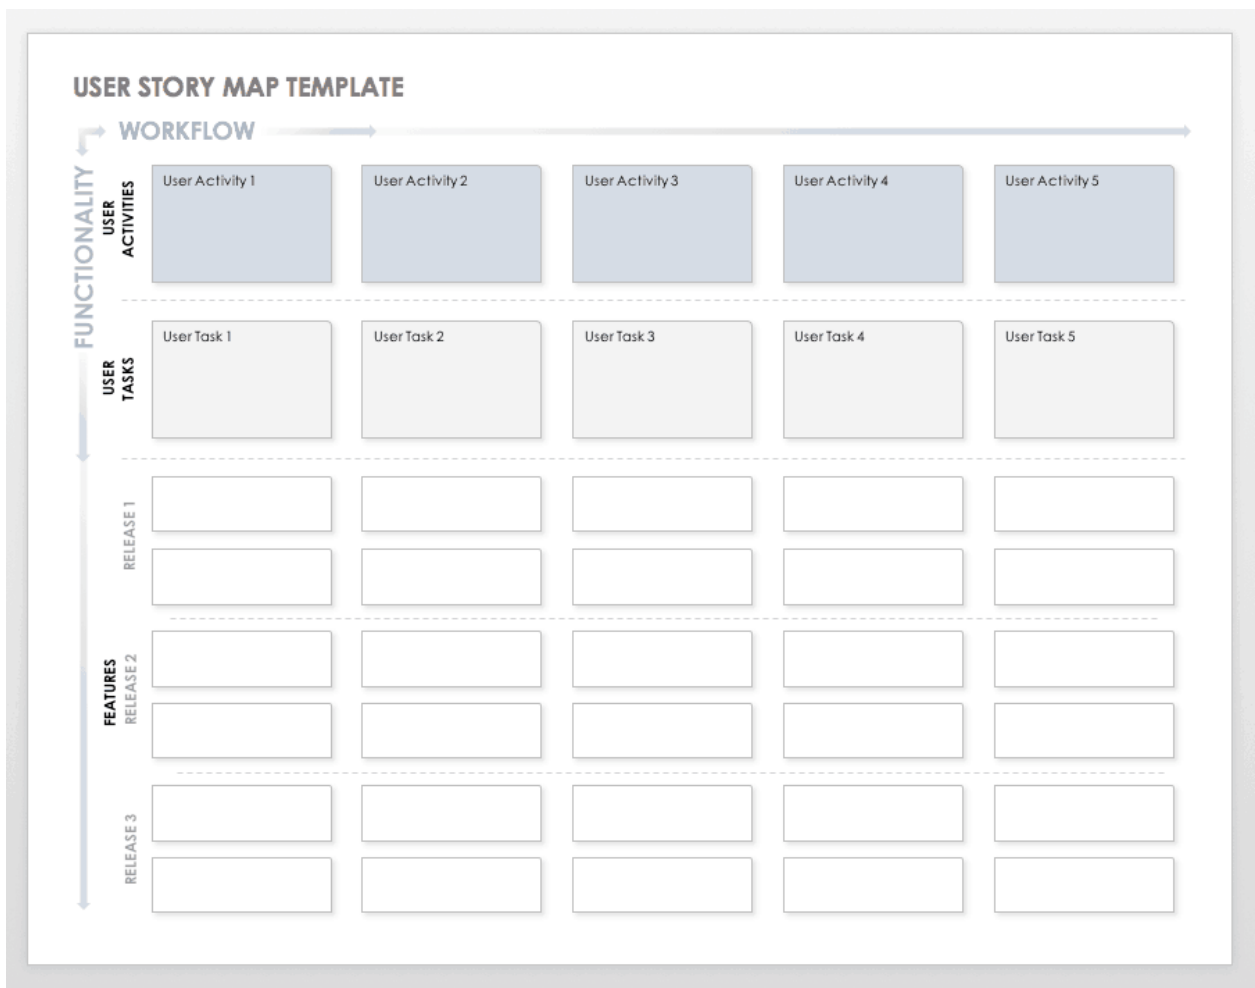 USER STORY MAP TEMPLATE
WORKFLOW
FUNCTIONALITY
USER
ACTIVITIES
User Activity 1
User Activity 2
User Activity 3
User Activity 4
User Activity 5
USER
TASKS
User Task 1
User Task 2
User Task 3
User Task 4
User Task 5
FEATURES
RELEASE 1
RELEASE 2
RELEASE 3